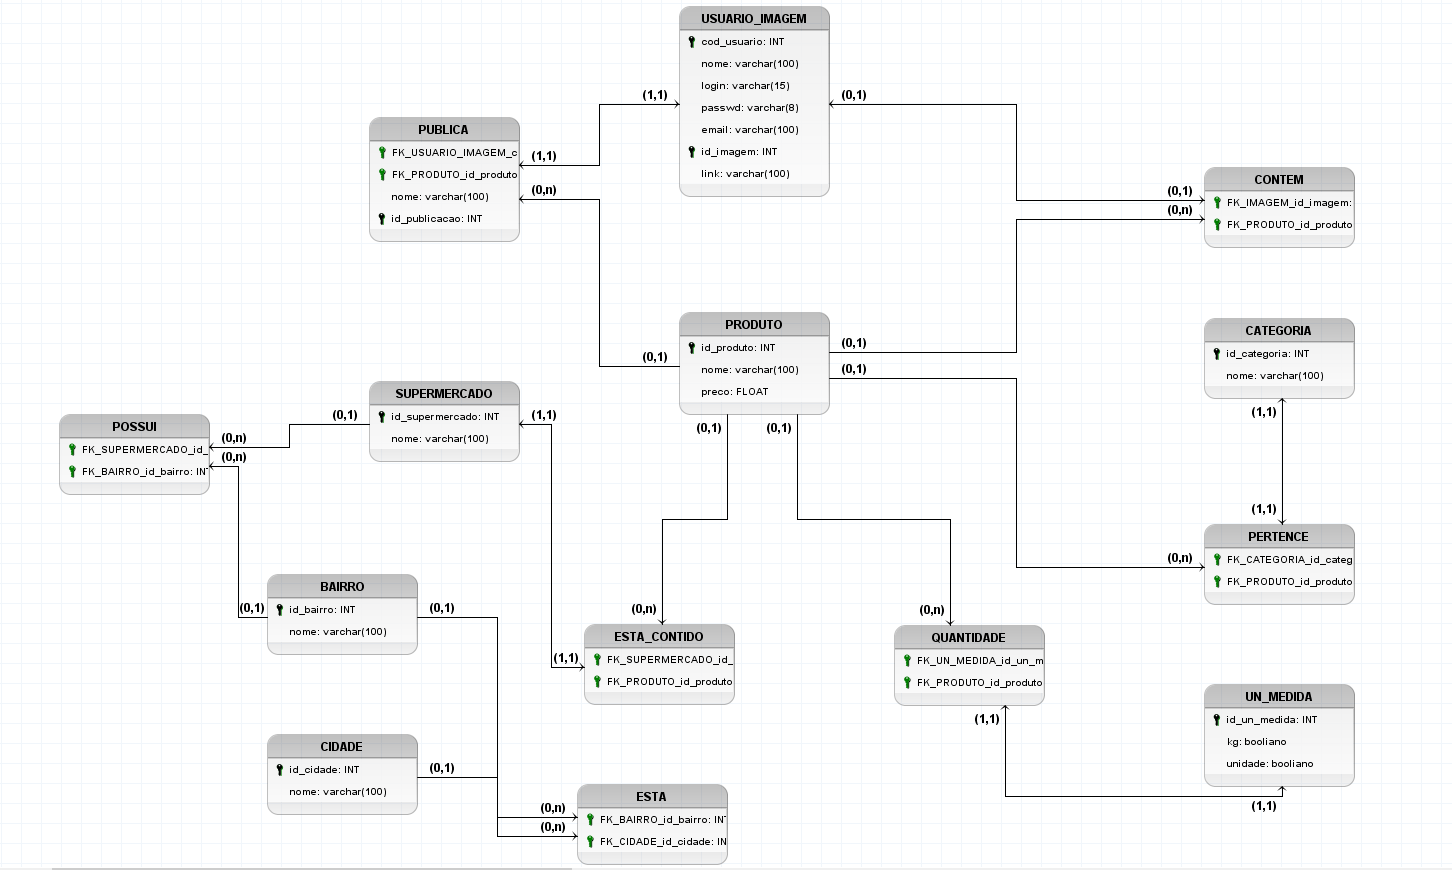 USUARIO_IMAGEM
cod_usuario: INT
nome: varchar(100)
login: varchar(15)
passwd: varchar(8)
email: varchar(100)
id_imagem: INT
link: varchar(100)
(1,1)
(0,1)
PUBLICA
FK_USUARIO_IMAGEM_c
FK_PRODUTO_id_produto
nome: varchar(100)
id_publicacao: INT
(1,1)
(0,n)
CONTEM
FK_IMAGEM_id_imagem:
FK_PRODUTO_id_produto
(0,1)
(0,n)
PRODUTO
id_produto: INT
nome: varchar(100)
preco: FLOAT
(0,1)
(0,1)
(0,1)
(0,1)
(0,1)
CATEGORIA
id_categoria: INT
nome: varchar(100)
(1,1)
SUPERMERCADO
id_supermercado: INT
nome: varchar(100)
(0,1)
(1,1)
POSSUI
FK_SUPERMERCADO_id_
FK_BAIRRO_id_bairro: INT
(0,n)
(0,n)
(1,1)
PERTENCE
FK_CATEGORIA_id_categ
FK_PRODUTO_id_produto
(0,n)
BAIRRO
id_bairro: INT
nome: varchar(100)
(0,1)
(0,1)
(0,n)
ESTA_CONTIDO
FK_SUPERMERCADO_id_
FK_PRODUTO_id_produto
(1,1)
(0,n)
QUANTIDADE
FK_UN_MEDIDA_id_un_m
FK_PRODUTO_id_produto
(1,1)
UN_MEDIDA
id_un_medida: INT
kg: booliano
unidade: booliano
(1,1)
CIDADE
id_cidade: INT
nome: varchar(100)
(0,1)
ESTA
FK_BAIRRO_id_bairro: INT
FK_CIDADE_id_cidade: IN
(0,n)
(0,n)